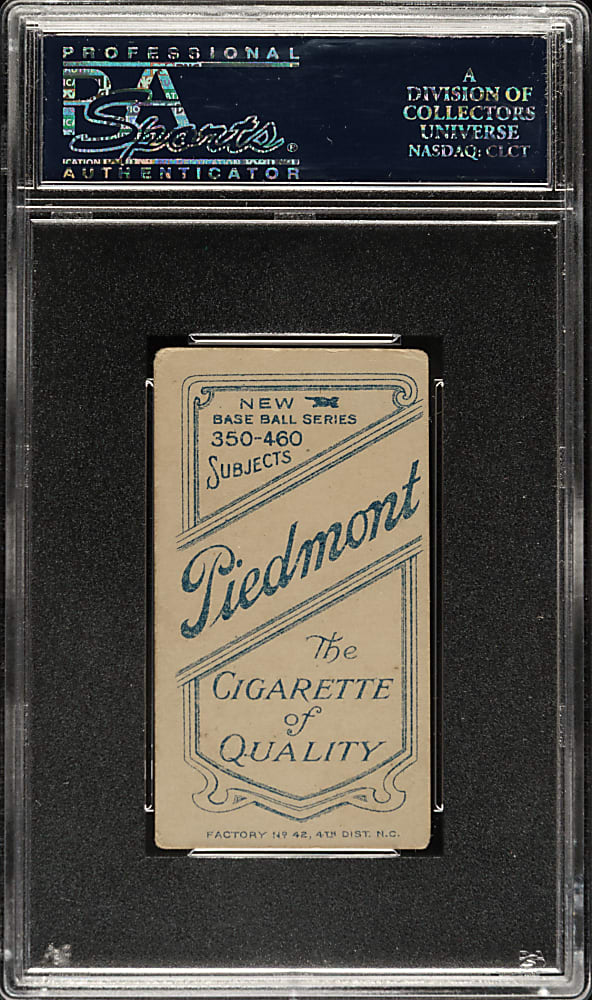 PROFESSIONAL
PSA
Sports®
AUTHENTICATOR
A
DIVISION OF
COLLECTORS
UNIVERSE
NASDAQ: CLCT
NEW
BASE BALL SERIES
350-460
SUBJECTS
Piedmont
The
CIGARETTE
of
QUALITY
FACTORY Nº 42, 4TH DIST. N.C.
PSA